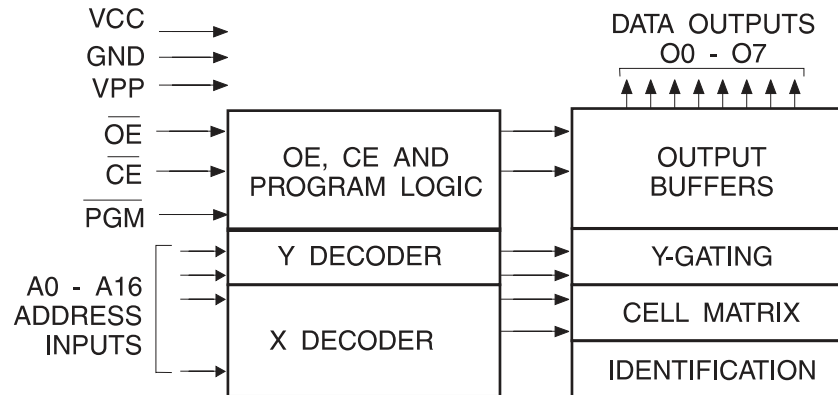 VCC
GND
VPP
OE
CE
PGM
A0 - A16
ADDRESS
INPUTS
OE, CE AND
PROGRAM LOGIC
Y DECODER
X DECODER
DATA OUTPUTS
O0 - O7
OUTPUT
BUFFERS
Y-GATING
CELL MATRIX
IDENTIFICATION